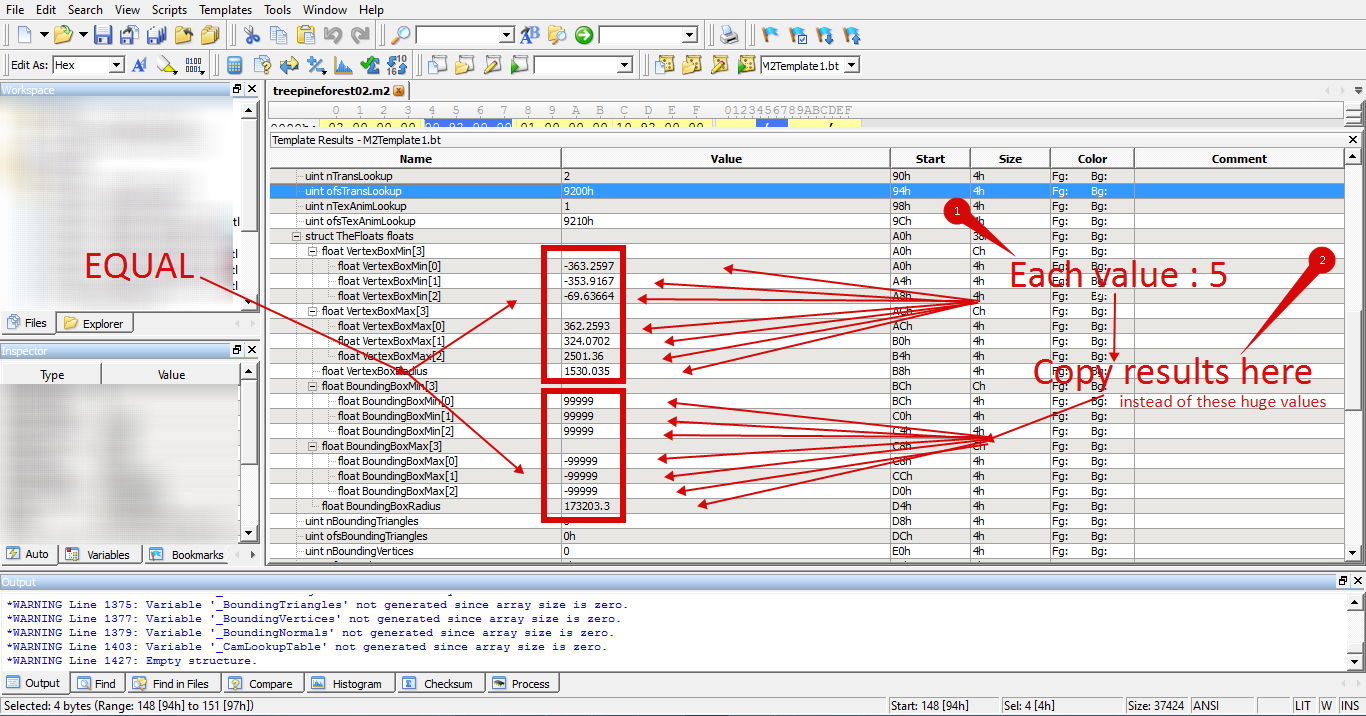 File Edit Search View Scripts Templates Tools Window Help
Edit As: Hex
M2Template1.bt
Workspace
treepineforest02.m2
0 1 2 3 4 5 6 7 8 9 A B C D E F 0123456789ABCDEF
Template Results - M2Template1.bt
Name Value Start Size Color Comment
uint nTransLookup 2 90h 4h Fg: Bg:
uint ofsTransLookup 9200h 94h 4h Fg: Bg:
uint nTexAnimLookup 1 98h 4h Fg: Bg:
uint ofsTexAnimLookup 9210h 9Ch Fg: Bg:
struct TheFloats floats A0h Fg: Bg:
float VertexBoxMin[3] A0h Ch Fg: Bg:
float VertexBoxMin[0] -363.2597 A0h 4h Fg: Bg:
float VertexBoxMin[1] -353.9167 A4h 4h Fg: Bg:
float VertexBoxMin[2] -69.63664 A8h 4h Fg: Bg:
float VertexBoxMax[3] ACh Ch Fg: Bg:
float VertexBoxMax[0] 362.2593 ACh 4h Fg: Bg:
float VertexBoxMax[1] 324.0702 B0h 4h Fg: Bg:
float VertexBoxMax[2] 2501.36 B4h 4h Fg: Bg:
float VertexBoxRadius 1530.035 B8h 4h Fg: Bg:
float BoundingBoxMin[3] BCh Ch Fg: Bg:
float BoundingBoxMin[0] 99999 BCh 4h Fg: Bg:
float BoundingBoxMin[1] 99999 C0h 4h Fg: Bg:
float BoundingBoxMin[2] 99999 C4h 4h Fg: Bg:
float BoundingBoxMax[3] C8h Ch Fg: Bg:
float BoundingBoxMax[0] -99999 C8h 4h Fg: Bg:
float BoundingBoxMax[1] -99999 CCh 4h Fg: Bg:
float BoundingBoxMax[2] -99999 D0h 4h Fg: Bg:
float BoundingBoxRadius 173203.3 D4h 4h Fg: Bg:
uint nBoundingTriangles D8h 4h Fg: Bg:
uint ofsBoundingTriangles 0h DCh 4h Fg: Bg:
uint nBoundingVertices 0 E0h 4h Fg: Bg:
EQUAL
1
Each value : 5
2
Copy results here
instead of these huge values
Files Explorer
Inspector
Type Value
Auto Variables Bookmarks
Output
*WARNING Line 1375: Variable '_BoundingTriangles' not generated since array size is zero.
*WARNING Line 1377: Variable '_BoundingVertices' not generated since array size is zero.
*WARNING Line 1379: Variable '_BoundingNormals' not generated since array size is zero.
*WARNING Line 1403: Variable '_CamLookupTable' not generated since array size is zero.
*WARNING Line 1427: Empty structure.
Output Find Find in Files Compare Histogram Checksum Process
Selected: 4 bytes (Range: 148 [94h] to 151 [97h]) Start: 148 [94h] Sel: 4 [4h] Size: 37424 ANSI LIT W INS